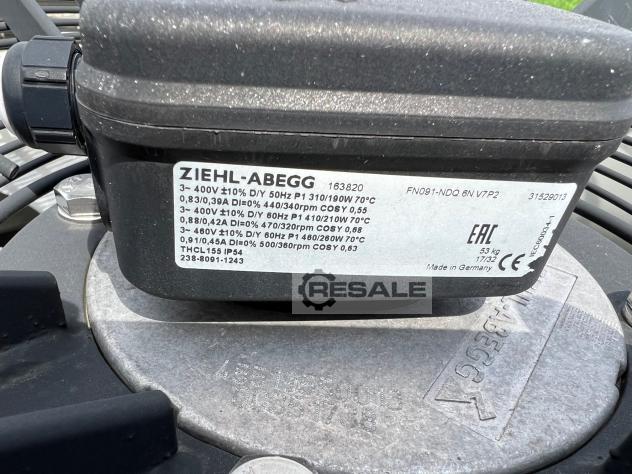 ZIEHL-ABEGG 163820 FN091-NDQ.6N.V7P2 31529013
3~ 400V ±10% D/Y 50Hz P1 310/190W 70°C
0,83/0,39A DI=0% 440/340rpm COSY 0,55
3~ 400V ±10% D/Y 60Hz P1 410/210W 70°C
0,88/0,42A DI=0% 470/320rpm COSY 0,68
3~ 460V ±10% D/Y 60Hz P1 460/260W 70°C
0,91/0,45A DI=0% 500/360rpm COSY 0,63
THCL155 IP54
238-8091-1243
EAC
53 kg
17/32
Made in Germany CE
IEC60034-1
RESALE
ABEGG